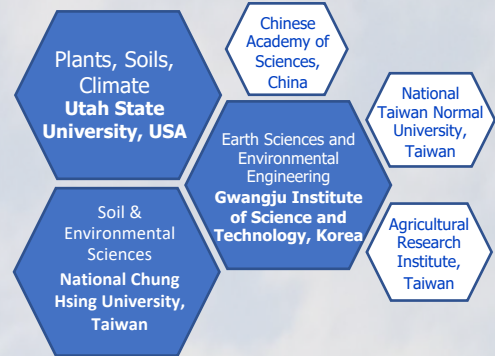 Plants, Soils,
Climate
Utah State
University, USA
Chinese
Academy of
Sciences,
China
National
Taiwan Normal
University,
Taiwan
Earth Sciences and
Environmental
Engineering
Gwangju Institute
of Science and
Technology, Korea
Soil &
Environmental
Sciences
National Chung
Hsing University,
Taiwan
Agricultural
Research
Institute,
Taiwan